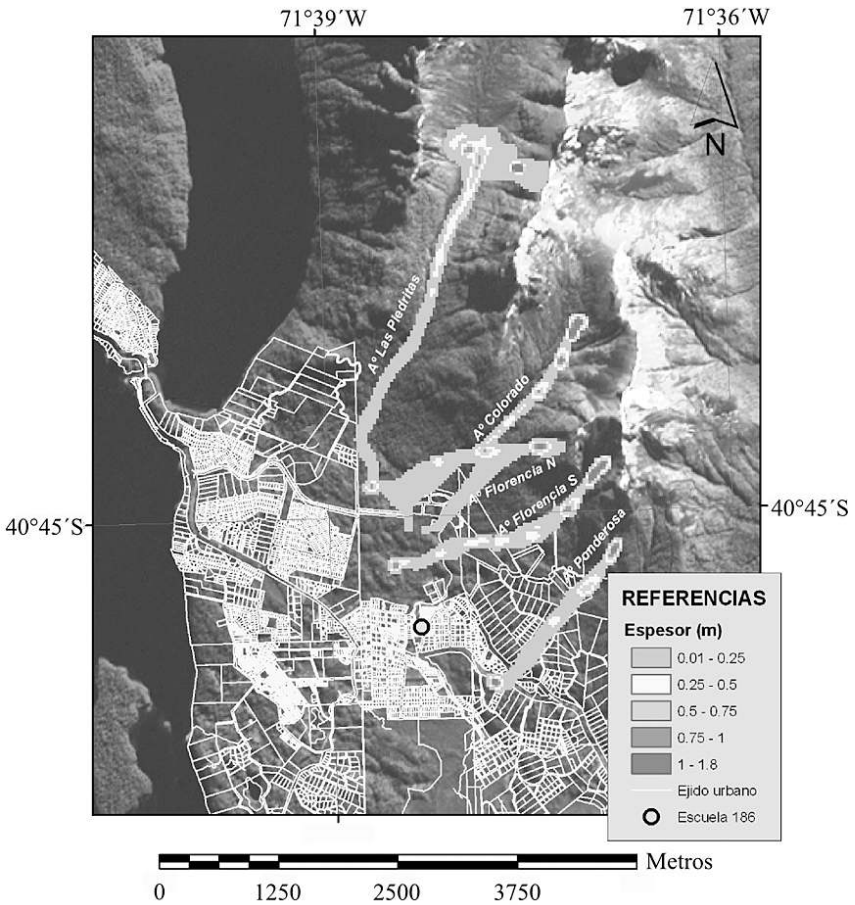 71°39´W
71°36´W
N
Aº Las Piedritas
Aº Colorado
Aº Florencia N
Aº Florencia S
Aº Ponderosa
40°45´S
40°45´S
REFERENCIAS
Espesor (m)
0.01 - 0.25
0.25 - 0.5
0.5 - 0.75
0.75 - 1
1 - 1.8
Ejido urbano
Escuela 186
Metros
0 1250 2500 3750